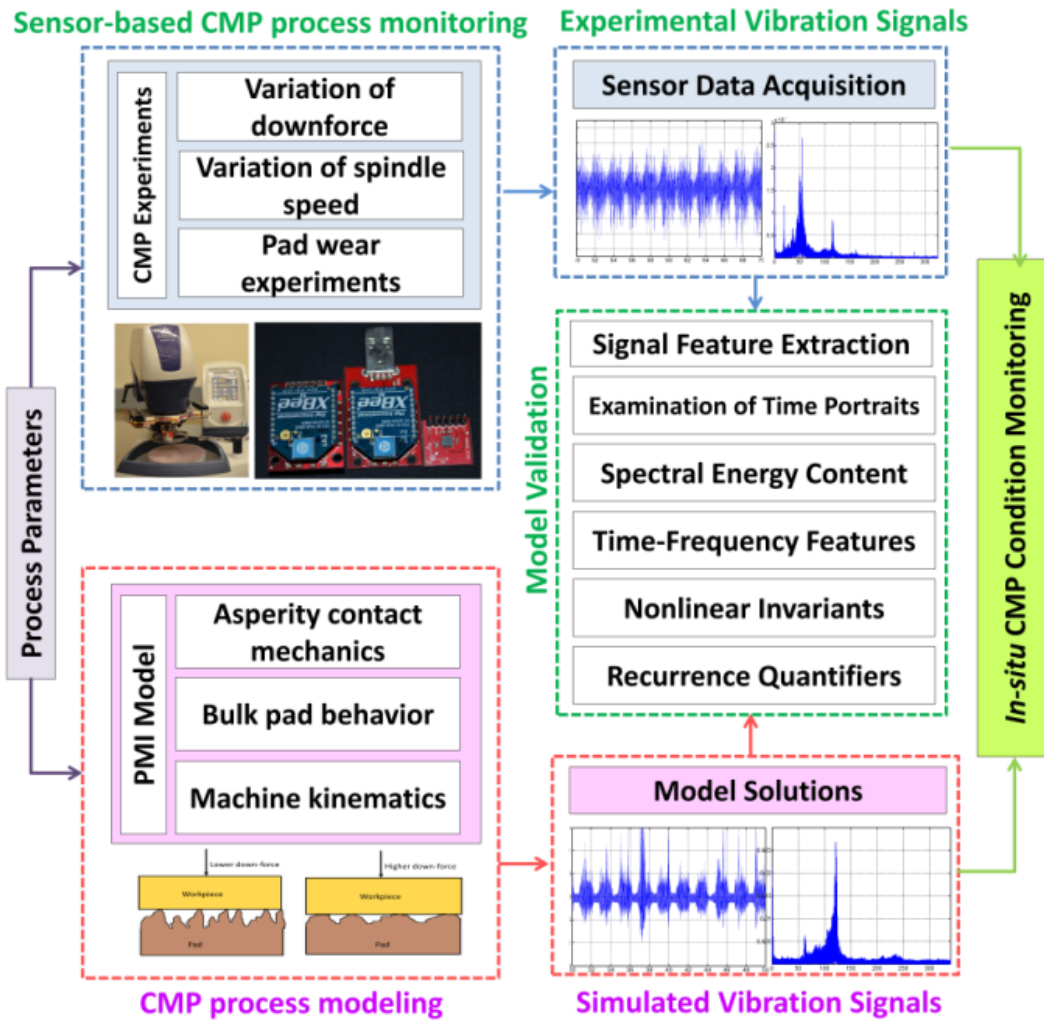 Sensor-based CMP process monitoring
Experimental Vibration Signals
CMP Experiments
Variation of
downforce
Variation of spindle
speed
Pad wear
experiments
XBee
XBee
Sensor Data Acquisition
Process Parameters
Model Validation
Signal Feature Extraction
Examination of Time Portraits
Spectral Energy Content
Time-Frequency Features
Nonlinear Invariants
Recurrence Quantifiers
In-situ CMP Condition Monitoring
PMI Model
Asperity contact
mechanics
Bulk pad behavior
Machine kinematics
Lower down-force
Workpiece
Pad
Higher down-force
Workpiece
Pad
Model Solutions
CMP process modeling
Simulated Vibration Signals